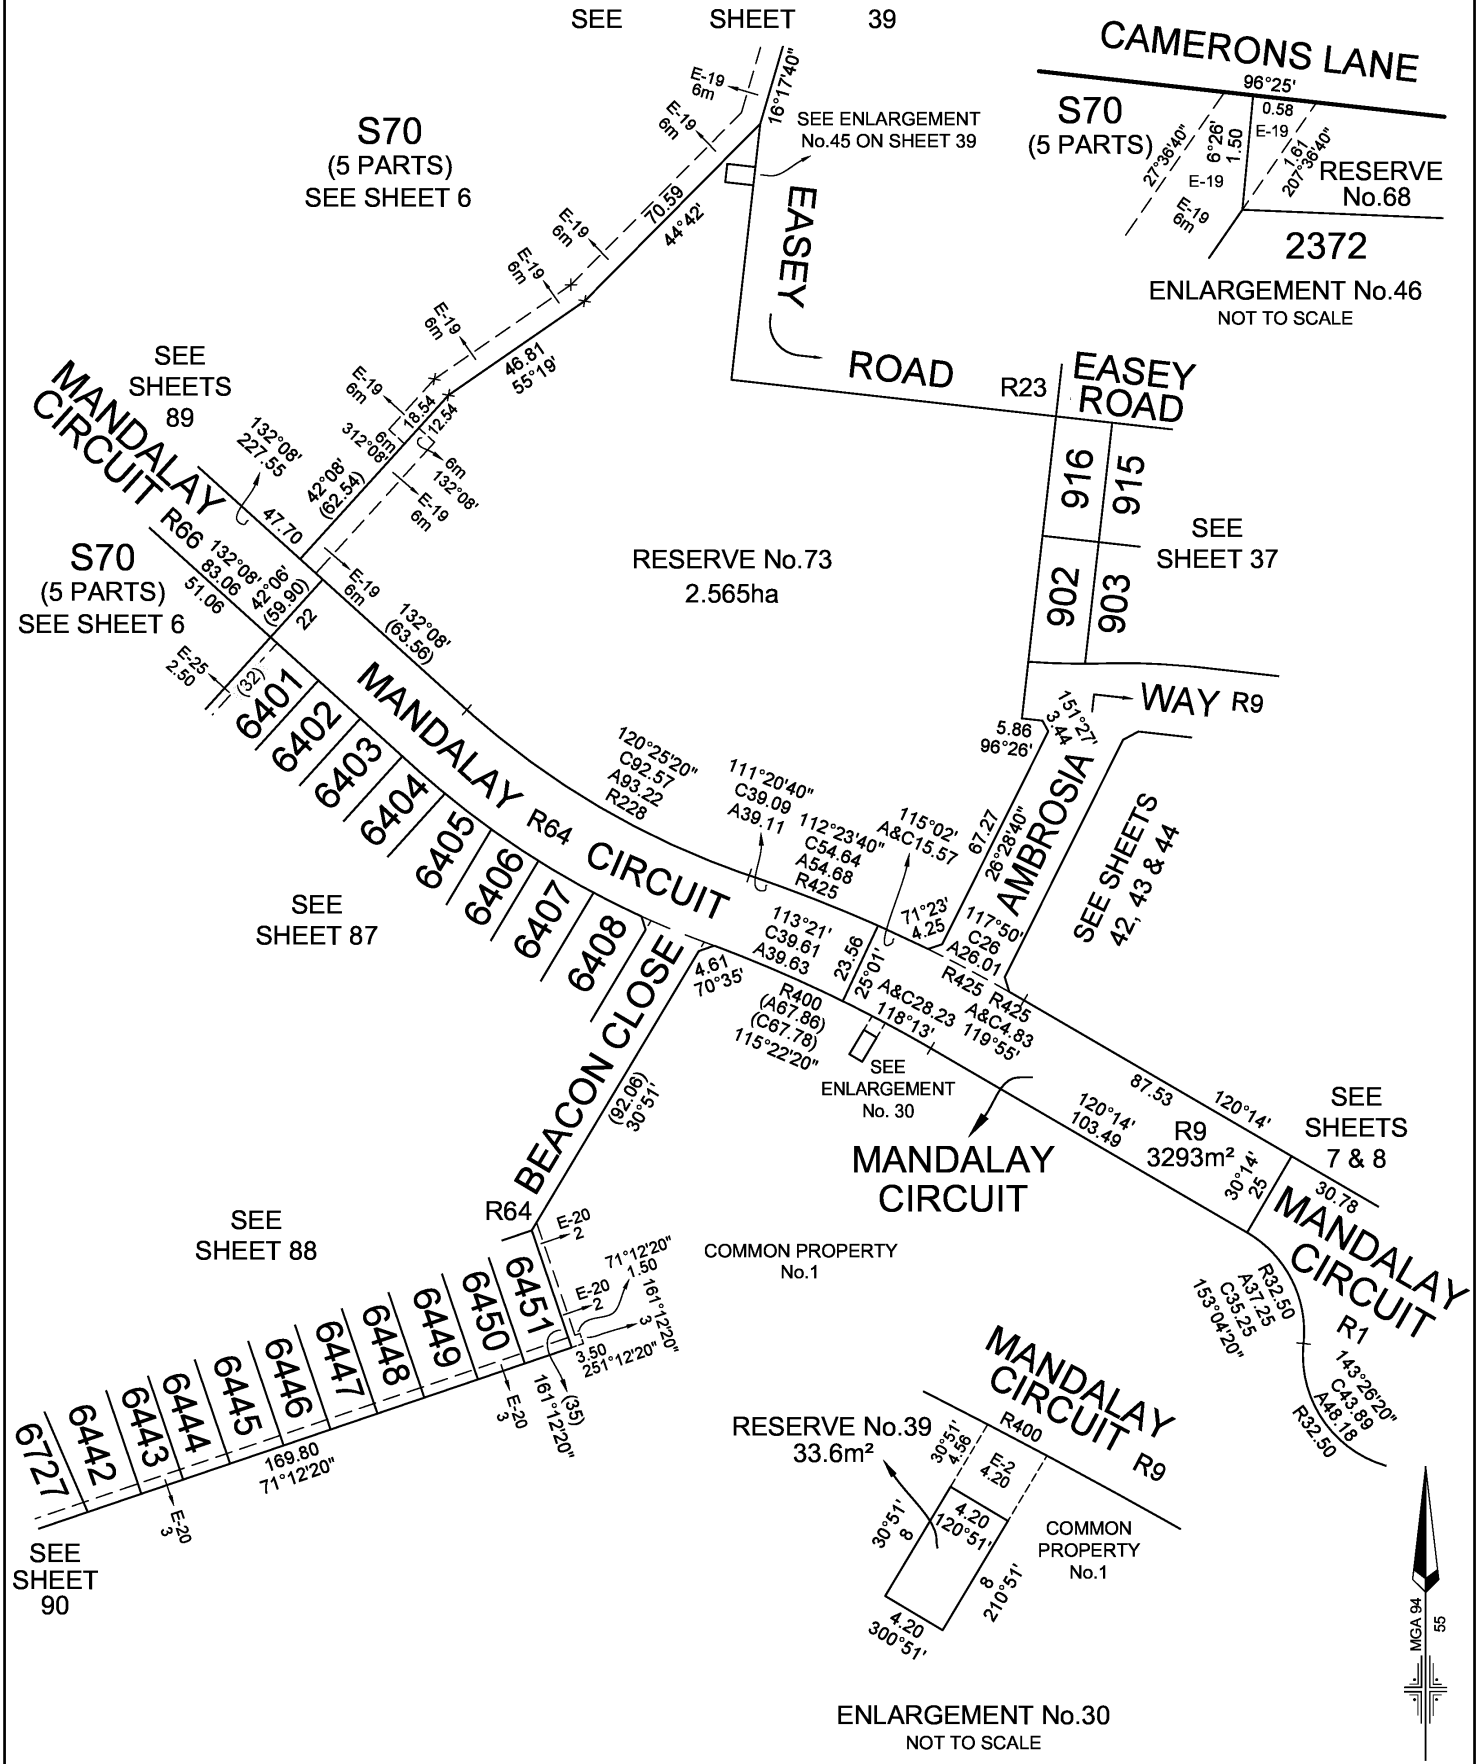 SEE SHEET 39
CAMERONS LANE
96°25'
S70
(5 PARTS)
0.58
E-19
6°26'
1.50
27°36'40"
1.61
207°36'40"
E-19
E-19
6m
RESERVE
No.68
2372
ENLARGEMENT No.46
NOT TO SCALE
E-19
6m
16°17'40"
E-19
6m
SEE ENLARGEMENT
No.45 ON SHEET 39
S70
(5 PARTS)
SEE SHEET 6
70.59
44°42'
E-19
6m
E-19
6m
EASEY
ROAD
R23
EASEY
ROAD
E-19
6m
46.81
55°19'
SEE
SHEETS
89
MANDALAY
CIRCUIT
R66
E-19
6m
18.54
12.54
6m
312°08'
6m
132°08'
132°08'
227.55
42°08'
(62.54)
E-19
6m
47.70
916
915
902
903
SEE
SHEET 37
RESERVE No.73
2.565ha
S70
(5 PARTS)
SEE SHEET 6
132°08'
83.06
51.06
42°06'
(59.90)
22
E-19
6m
132°08'
(63.56)
E-25
2.50
(32)
6401
6402
6403
6404
6405
6406
6407
6408
MANDALAY
R64
CIRCUIT
WAY R9
151°27'
3.44
5.86
96°26'
120°25'20"
C92.57
A93.22
R228
111°20'40"
C39.09
A39.11
112°23'40"
C54.64
A54.68
R425
115°02'
A&C15.57
67.27
26°28'40"
AMBROSIA
SEE SHEETS
42, 43 & 44
SEE
SHEET 87
71°23'
4.25
117°50'
C26
A26.01
R425
R425
A&C4.83
119°55'
113°21'
C39.61
A39.63
23.56
25°01'
4.61
70°35'
R400
(A67.86)
(C67.78)
115°22'20"
A&C28.23
118°13'
SEE
ENLARGEMENT
No. 30
BEACON CLOSE
R64
(92.06)
30°51'
MANDALAY
CIRCUIT
87.53
120°14'
120°14'
103.49
R9
3293m²
30°14'
25
SEE
SHEETS
7 & 8
30.78
MANDALAY
CIRCUIT
R1
R32.50
A37.25
C35.25
153°04'20"
143°26'20"
C43.89
A48.18
R32.50
SEE
SHEET 88
E-20
2
E-20
2
71°12'20"
1.50
161°12'20"
3
3.50
251°12'20"
COMMON PROPERTY
No.1
6451
6450
6449
6448
6447
6446
6445
6444
6443
6442
6727
E-20
3
(35)
161°12'20"
169.80
71°12'20"
E-20
3
SEE
SHEET
90
MANDALAY
CIRCUIT
R9
R400
RESERVE No.39
33.6m²
30°51'
4.56
E-2
4.20
4.20
120°51'
30°51'
8
8
210°51'
4.20
300°51'
COMMON
PROPERTY
No.1
ENLARGEMENT No.30
NOT TO SCALE
MGA 94
55